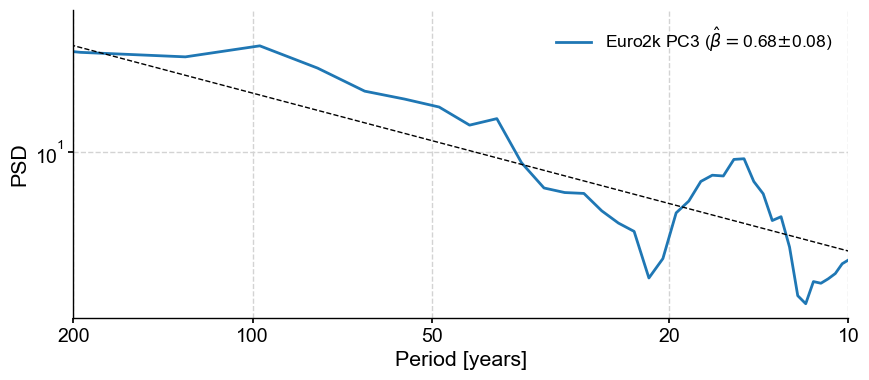 Euro2k PC3 (β̂ = 0.68±0.08)
PSD
10¹
200 100 50 20 10
Period [years]